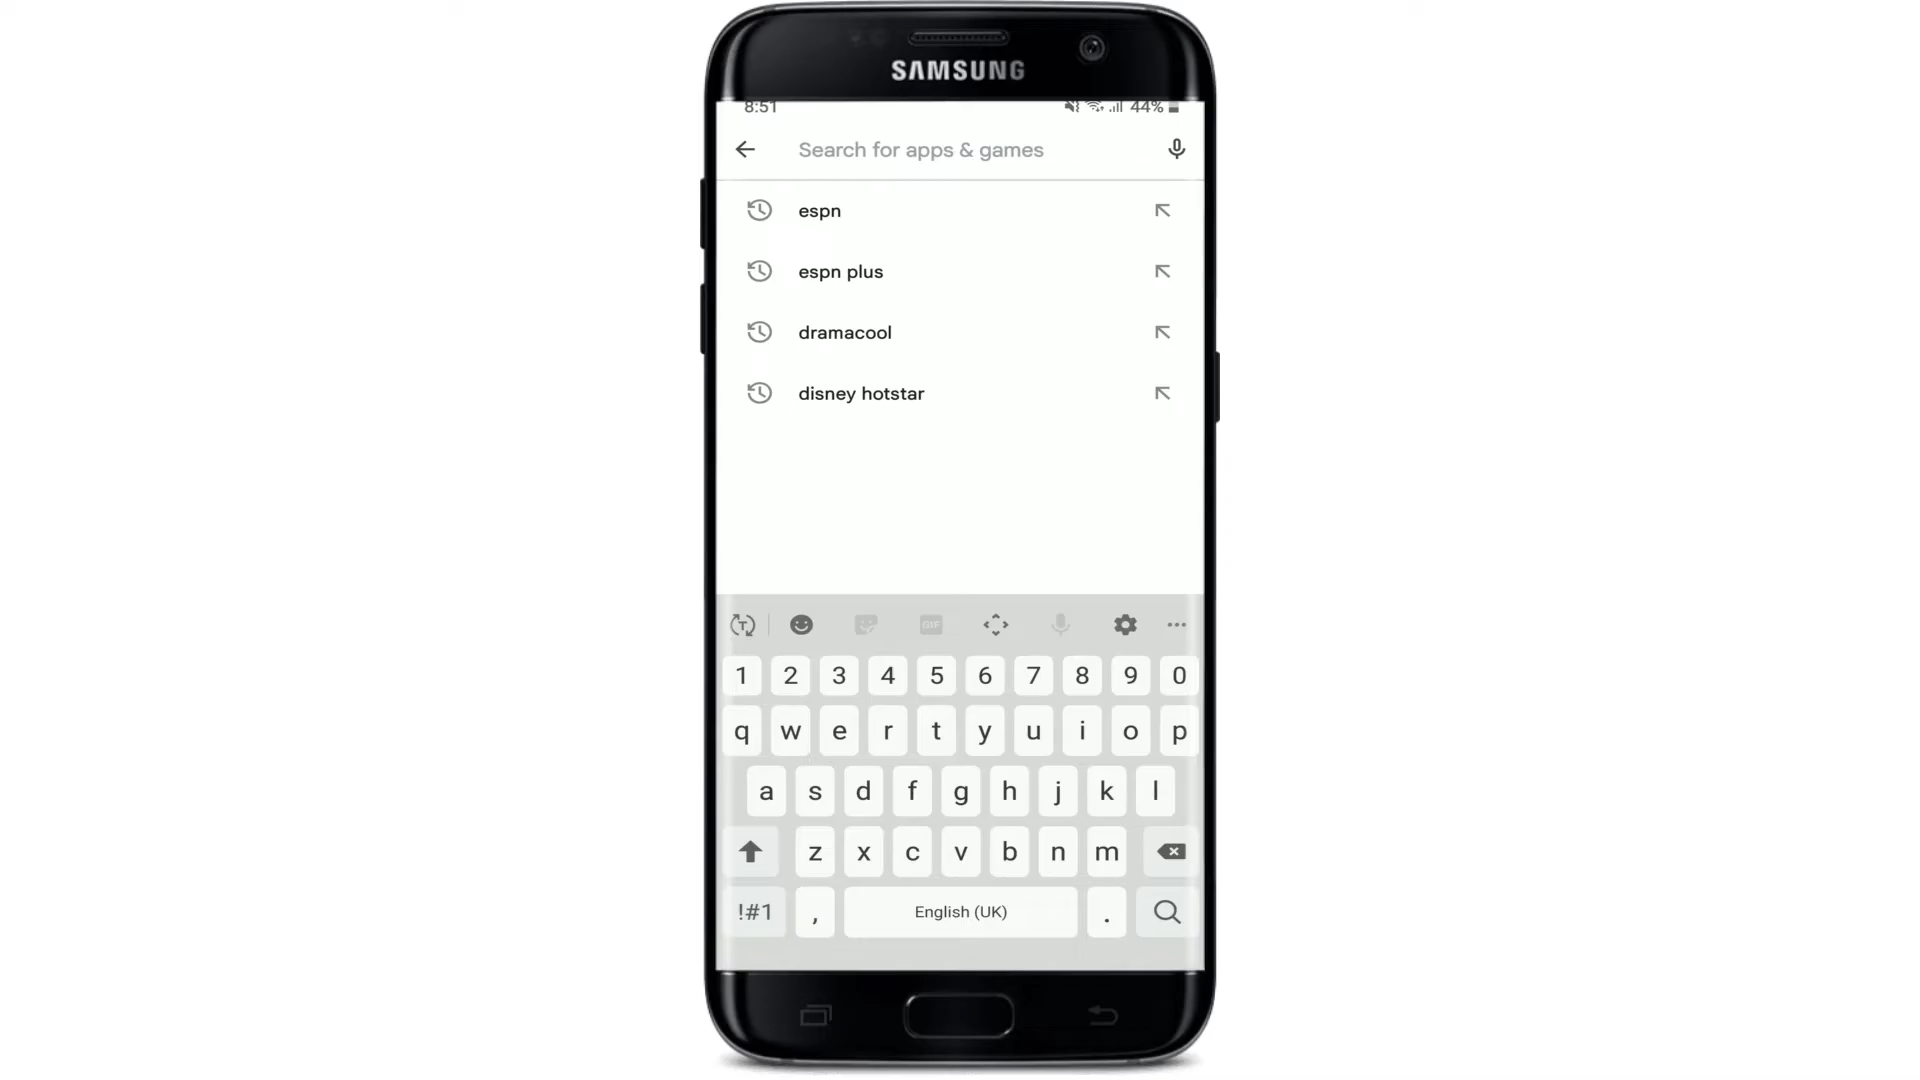 SAMSUNG
8:51 44%
Search for apps & games
espn
espn plus
dramacool
disney hotstar
T GIF
1 2 3 4 5 6 7 8 9 0
q w e r t y u i o p
a s d f g h j k l
z x c v b n m
!#1 , English (UK) .